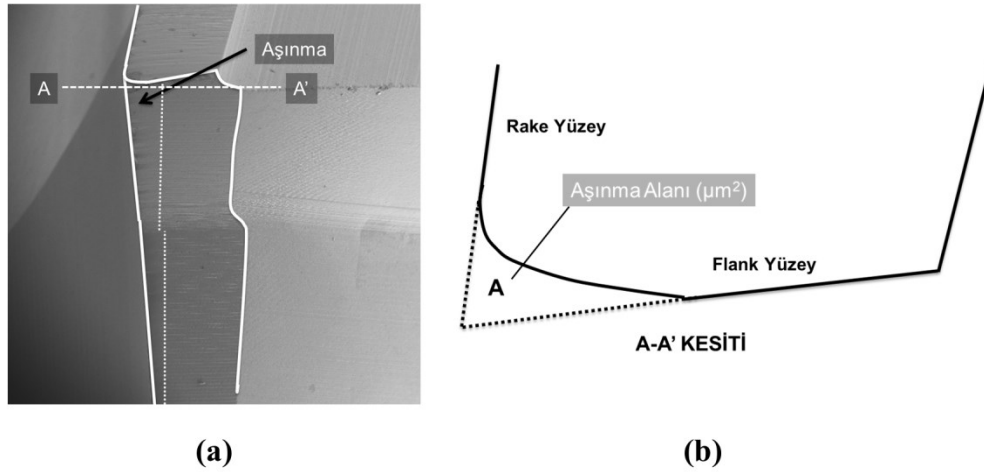 Aşınma
A
A'
(a)
Rake Yüzey
Aşınma Alanı (µm²)
A
Flank Yüzey
A-A' KESİTİ
(b)